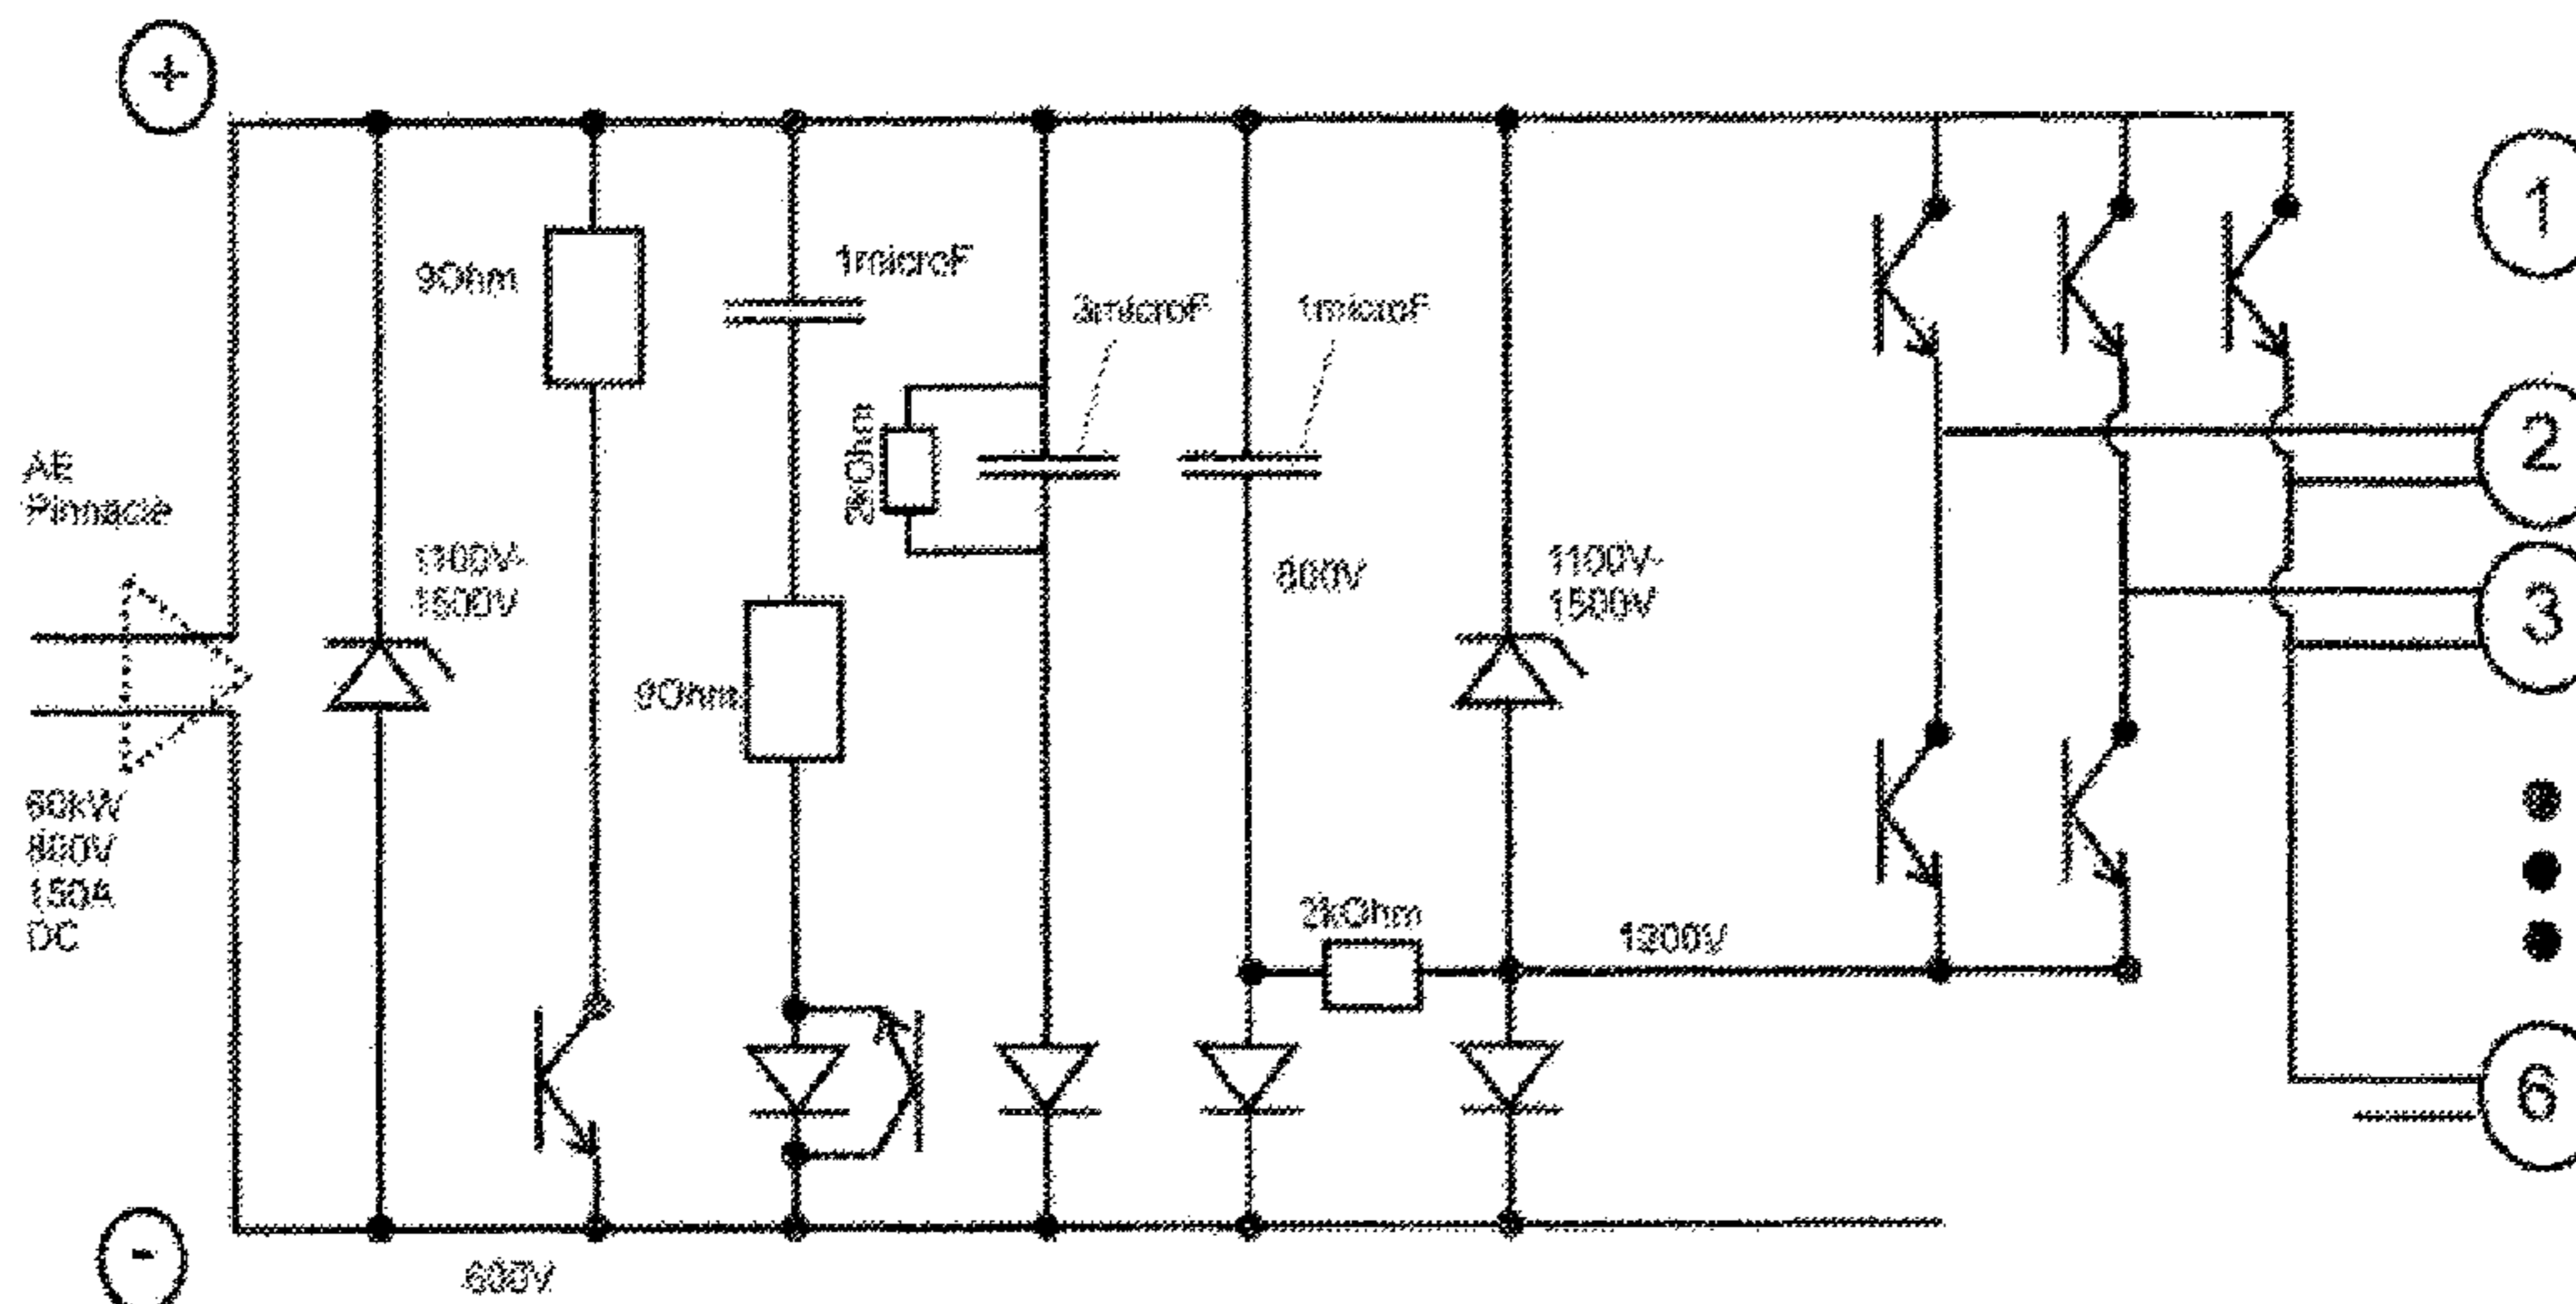 +
9Ohm
1microF
3microF
1microF
2kOhm
AE
Pinnacle
1100V-
1500V
800V
1100V-
1500V
9Ohm
60kW
800V
150A
DC
2kOhm
1200V
-
1
2
3
6